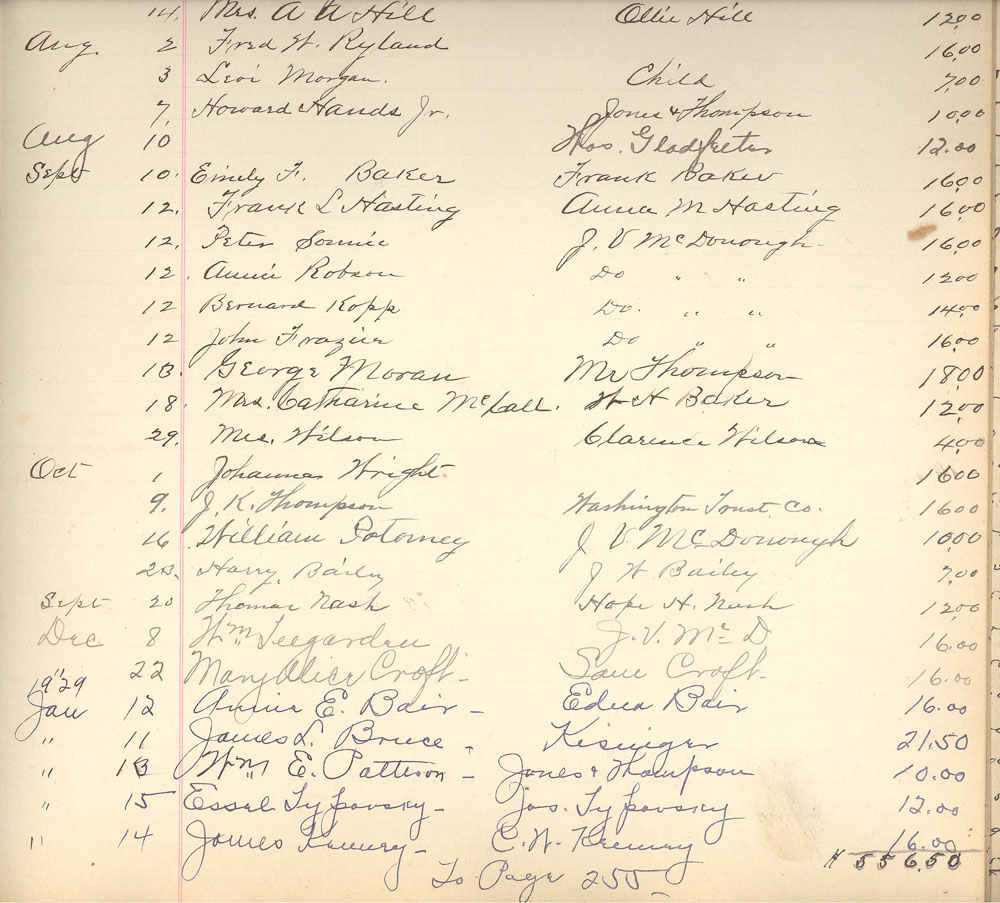 14. Mrs. A A Hill Ollie Hill 12.00
Aug. 2 Fred W. Ryland 16.00
3 Levi Morgan. Child 7.00
7. Howard Hands Jr. Jones & Thompson 10.00
Aug 10 Hos. Gladfelter 12.00
Sept 10. Emily F. Baker Frank Baker 16.00
12. Frank L Hasting Anna M Hasting 16.00
12. Peter J. V McDonough. 16.00
12. Annie Robson Do " " 12.00
12 Bernard Kopp Do. " " 14.00
12 John Frazier Do " " 16.00
13. George Moran Mr Thompson 18.00
18. Mrs. Catharine McCall. W H Baker 12.00
29. Mrs. Wilson Clarence Wilson 4.00
Oct 1 Johannas Wright 16.00
9. J. K. Thompson Washington Trust Co. 16.00
16. William Potorney J V McDonough 10.00
23. Harry Baily J W Bailey 7.00
Sept 20 Thomas Nash Hope H. Nash 12.00
Dec 8 Wm Teegarden J. V. Mc D 16.00
" 22 Mary Alice Croft - Sam Croft. 16.00
1929
Jan 12 Annie E. Bair - Edna Bair 16.00
" 11 James L. Bruce - Kisinger 21.50
" 13 Wm E. Patterson - Jones & Thompson 10.00
" 15 Essel Typovsky - Jos. Typovsky 12.00
" 14 James Kenney - C. W. Kenney 16.00
556.50
To Page 255 -